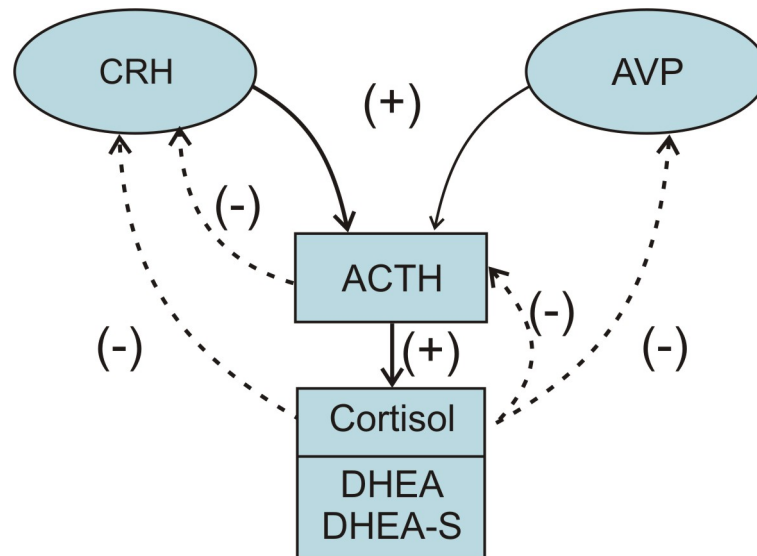 CRH
AVP
(+)
(-)
ACTH
(-)
(-)
(+)
(-)
Cortisol
DHEA
DHEA-S